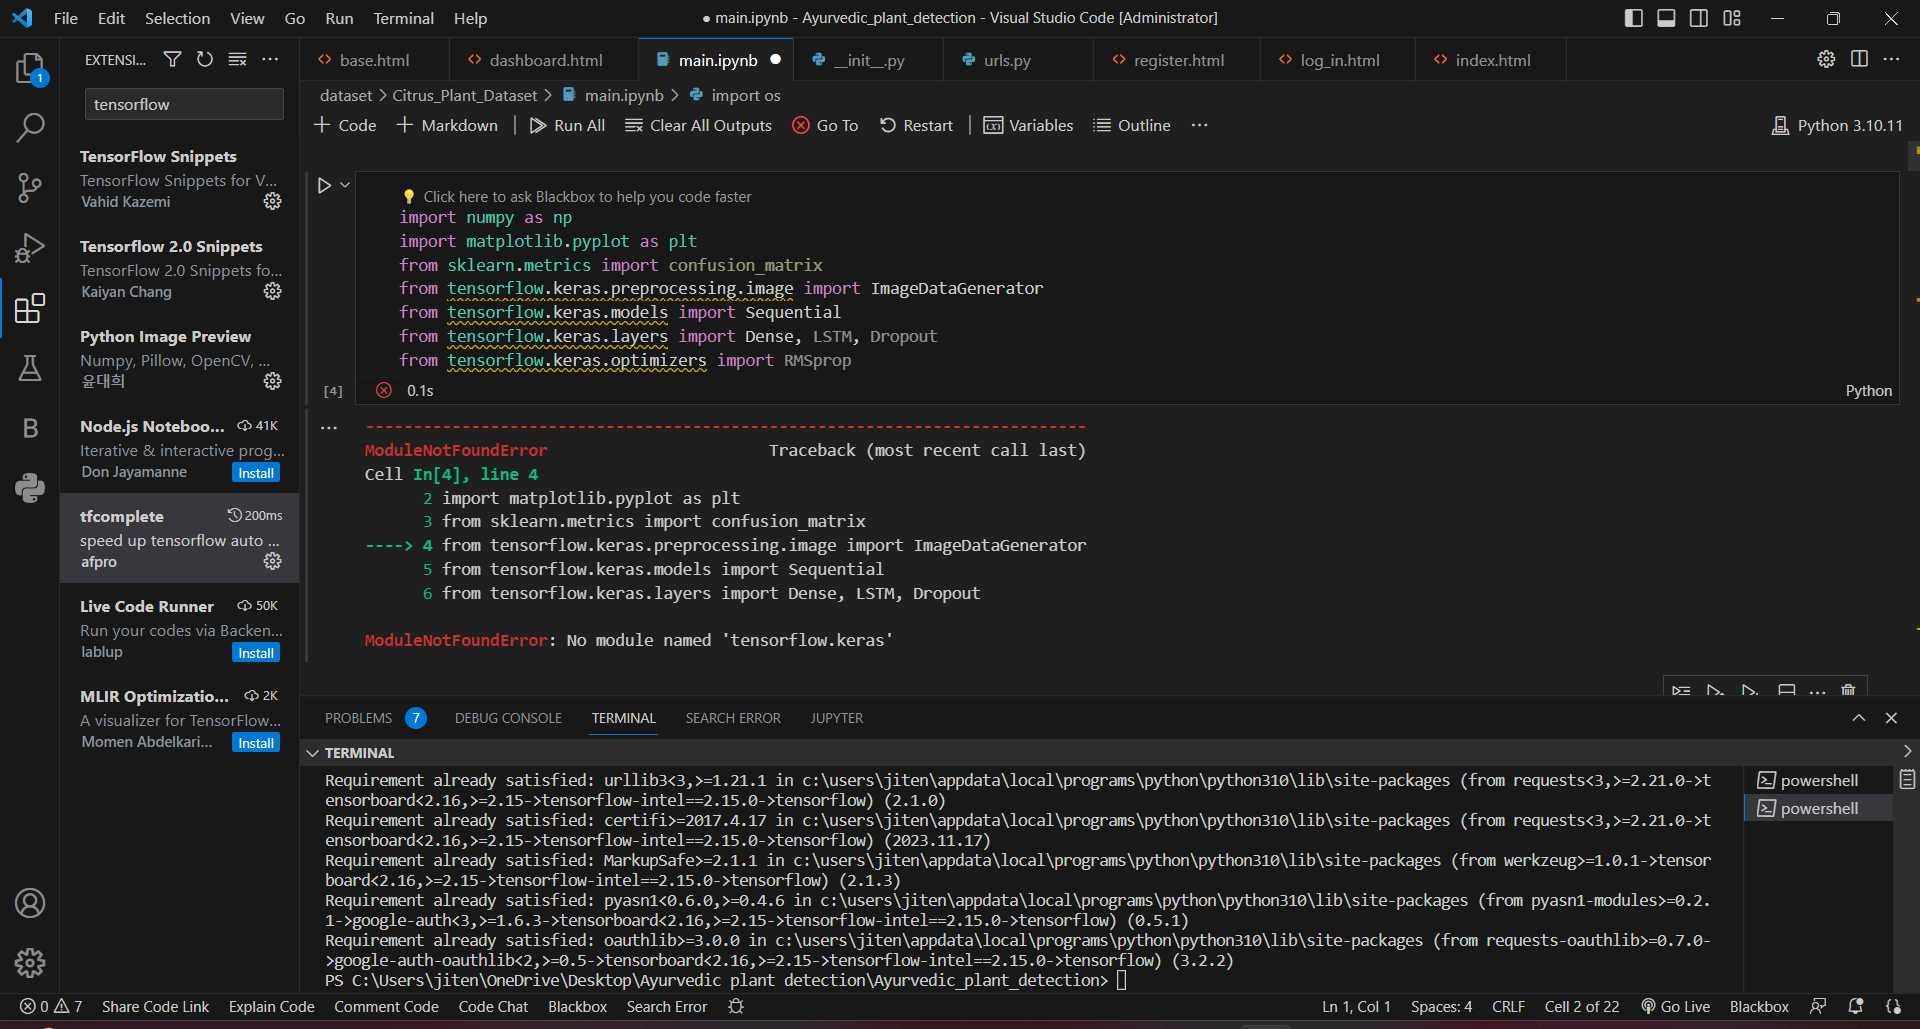 File Edit Selection View Go Run Terminal Help
● main.ipynb - Ayurvedic_plant_detection - Visual Studio Code [Administrator]
EXTENSI...
tensorflow
TensorFlow Snippets
TensorFlow Snippets for V...
Vahid Kazemi
Tensorflow 2.0 Snippets
TensorFlow 2.0 Snippets fo...
Kaiyan Chang
Python Image Preview
Numpy, Pillow, OpenCV, ...
윤대희
Node.js Noteboo... 41K
Iterative & interactive prog...
Don Jayamanne Install
tfcomplete 200ms
speed up tensorflow auto ...
afpro
Live Code Runner 50K
Run your codes via Backen...
lablup Install
MLIR Optimizatio... 2K
A visualizer for TensorFlow...
Momen Abdelkari... Install
1
B
base.html dashboard.html main.ipynb __init__.py urls.py register.html log_in.html index.html
dataset > Citrus_Plant_Dataset > main.ipynb > import os
Code Markdown Run All Clear All Outputs Go To Restart Variables Outline ... Python 3.10.11
Click here to ask Blackbox to help you code faster
import numpy as np
import matplotlib.pyplot as plt
from sklearn.metrics import confusion_matrix
from tensorflow.keras.preprocessing.image import ImageDataGenerator
from tensorflow.keras.models import Sequential
from tensorflow.keras.layers import Dense, LSTM, Dropout
from tensorflow.keras.optimizers import RMSprop
[4] 0.1s Python
---------------------------------------------------------------------------
ModuleNotFoundError Traceback (most recent call last)
Cell In[4], line 4
2 import matplotlib.pyplot as plt
3 from sklearn.metrics import confusion_matrix
----> 4 from tensorflow.keras.preprocessing.image import ImageDataGenerator
5 from tensorflow.keras.models import Sequential
6 from tensorflow.keras.layers import Dense, LSTM, Dropout
ModuleNotFoundError: No module named 'tensorflow.keras'
PROBLEMS 7 DEBUG CONSOLE TERMINAL SEARCH ERROR JUPYTER
TERMINAL
Requirement already satisfied: urllib3<3,>=1.21.1 in c:\users\jiten\appdata\local\programs\python\python310\lib\site-packages (from requests<3,>=2.21.0->t
ensorboard<2.16,>=2.15->tensorflow-intel==2.15.0->tensorflow) (2.1.0)
Requirement already satisfied: certifi>=2017.4.17 in c:\users\jiten\appdata\local\programs\python\python310\lib\site-packages (from requests<3,>=2.21.0->t
ensorboard<2.16,>=2.15->tensorflow-intel==2.15.0->tensorflow) (2023.11.17)
Requirement already satisfied: MarkupSafe>=2.1.1 in c:\users\jiten\appdata\local\programs\python\python310\lib\site-packages (from werkzeug>=1.0.1->tensor
board<2.16,>=2.15->tensorflow-intel==2.15.0->tensorflow) (2.1.3)
Requirement already satisfied: pyasn1<0.6.0,>=0.4.6 in c:\users\jiten\appdata\local\programs\python\python310\lib\site-packages (from pyasn1-modules>=0.2.
1->google-auth<3,>=1.6.3->tensorboard<2.16,>=2.15->tensorflow-intel==2.15.0->tensorflow) (0.5.1)
Requirement already satisfied: oauthlib>=3.0.0 in c:\users\jiten\appdata\local\programs\python\python310\lib\site-packages (from requests-oauthlib>=0.7.0-
>google-auth-oauthlib<2,>=0.5->tensorboard<2.16,>=2.15->tensorflow-intel==2.15.0->tensorflow) (3.2.2)
PS C:\Users\jiten\OneDrive\Desktop\Ayurvedic plant detection\Ayurvedic_plant_detection>
powershell
powershell
0 7 Share Code Link Explain Code Comment Code Code Chat Blackbox Search Error Ln 1, Col 1 Spaces: 4 CRLF Cell 2 of 22 Go Live Blackbox